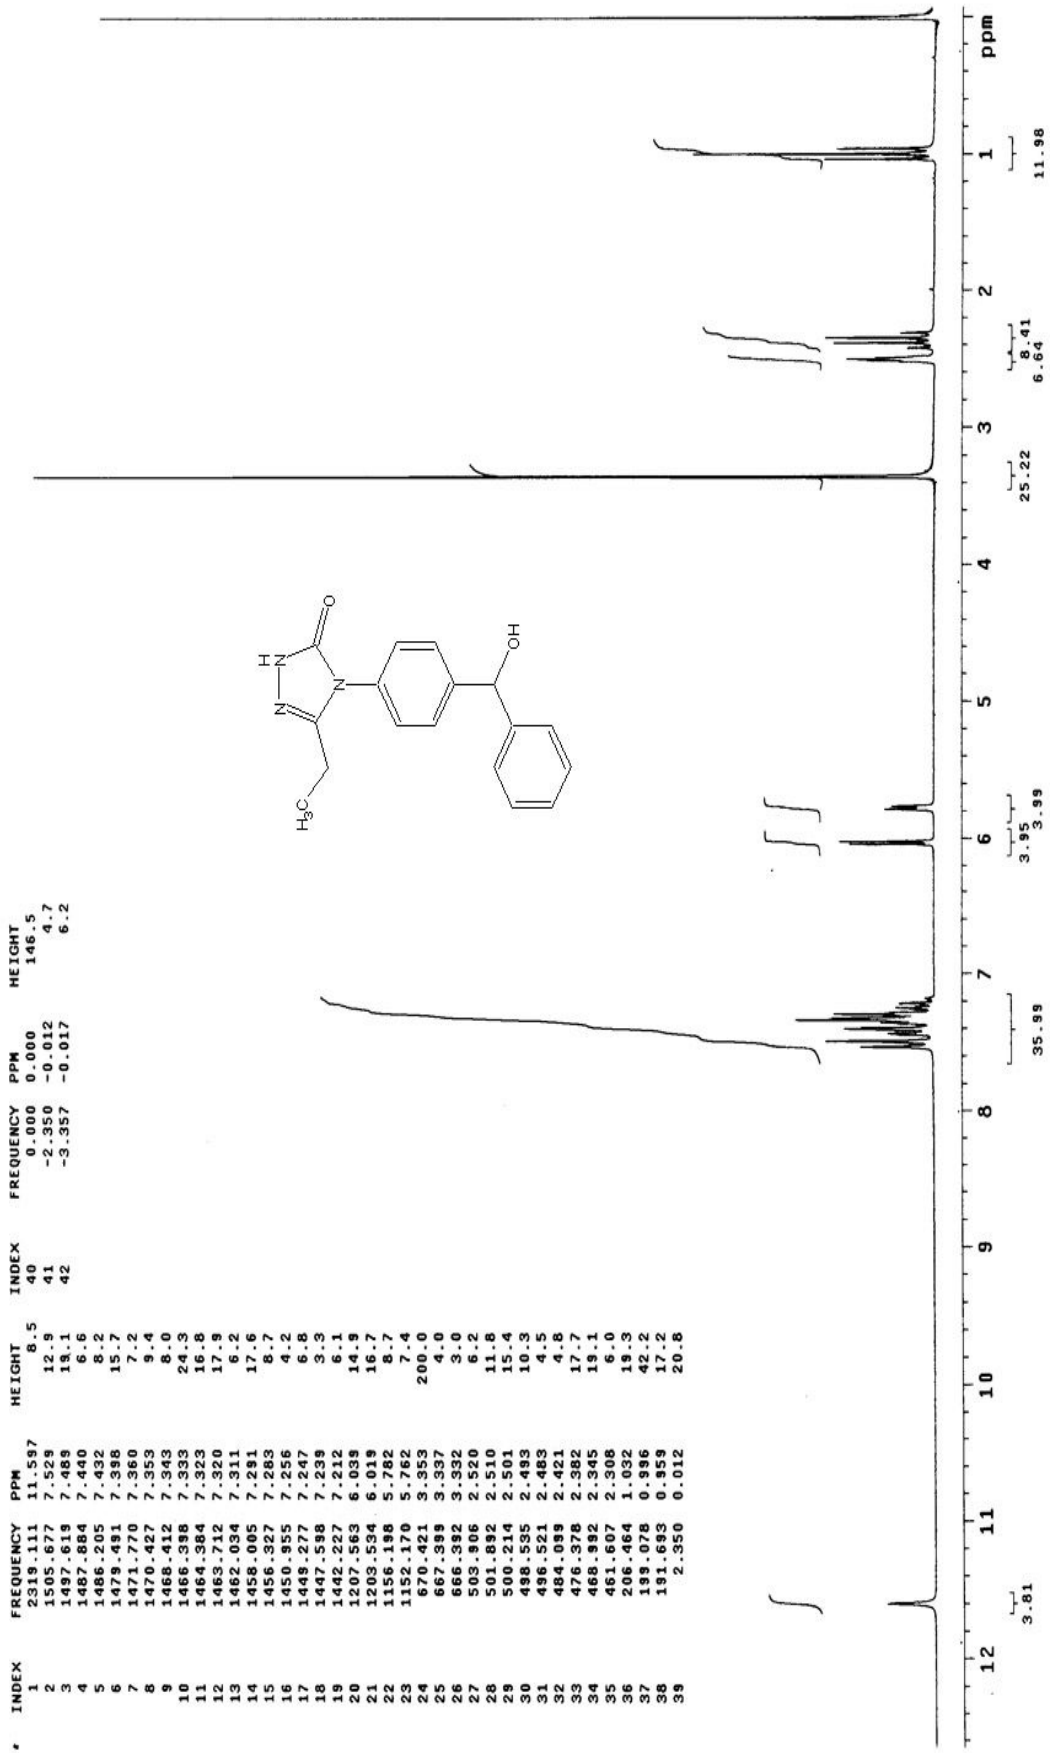 INDEX FREQUENCY PPM HEIGHT INDEX FREQUENCY PPM HEIGHT
1 2319.111 11.597 8.5 40 0.000 0.000 146.5
2 1505.677 7.529 12.9 41 -2.350 -0.012 4.7
3 1497.619 7.489 19.1 42 -3.357 -0.017 6.2
4 1487.884 7.440 6.6
5 1486.205 7.432 8.2
6 1479.491 7.398 15.7
7 1471.770 7.360 7.2
8 1470.427 7.353 9.4
9 1468.412 7.343 8.0
10 1466.398 7.333 24.3
11 1464.384 7.323 16.8
12 1463.712 7.320 17.9
13 1462.034 7.311 6.2
14 1458.005 7.291 17.6
15 1456.327 7.283 8.7
16 1450.955 7.256 4.2
17 1449.277 7.247 6.8
18 1447.598 7.239 3.3
19 1442.227 7.212 6.1
20 1207.563 6.039 14.9
21 1203.534 6.019 16.7
22 1156.198 5.782 8.7
23 1152.170 5.762 7.4
24 670.421 3.353 200.0
25 667.399 3.337 4.0
26 666.392 3.332 3.0
27 503.906 2.520 6.2
28 501.892 2.510 11.8
29 500.214 2.501 15.4
30 498.535 2.493 10.3
31 496.521 2.483 4.5
32 484.099 2.421 4.8
33 476.378 2.382 17.7
34 468.992 2.345 19.1
35 461.607 2.308 6.0
36 206.464 1.032 19.3
37 199.078 0.996 42.2
38 191.693 0.959 17.2
39 2.350 0.012 20.8
H
N N
O
H3C
N
OH
12 11 10 9 8 7 6 5 4 3 2 1 ppm
3.81 35.99 3.95 3.99 25.22 6.64 8.41 11.98